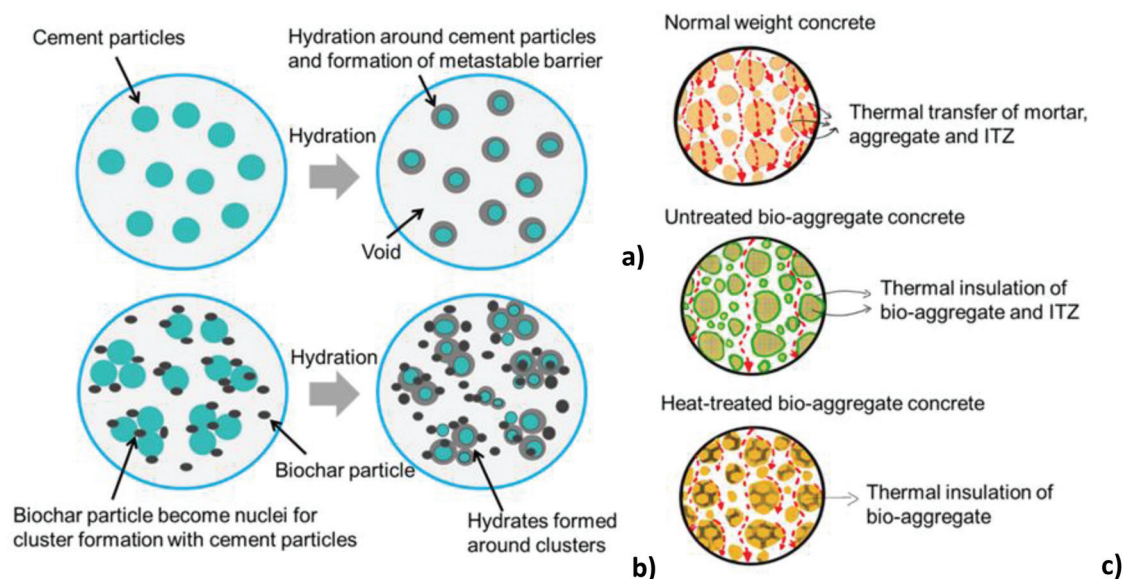 Cement particles
Hydration around cement particles
and formation of metastable barrier
Hydration
Void
a)
Hydration
Biochar particle
Biochar particle become nuclei for
cluster formation with cement particles
Hydrates formed
around clusters
b)
Normal weight concrete
Thermal transfer of mortar,
aggregate and ITZ
Untreated bio-aggregate concrete
Thermal insulation of
bio-aggregate and ITZ
Heat-treated bio-aggregate concrete
Thermal insulation of
bio-aggregate
c)